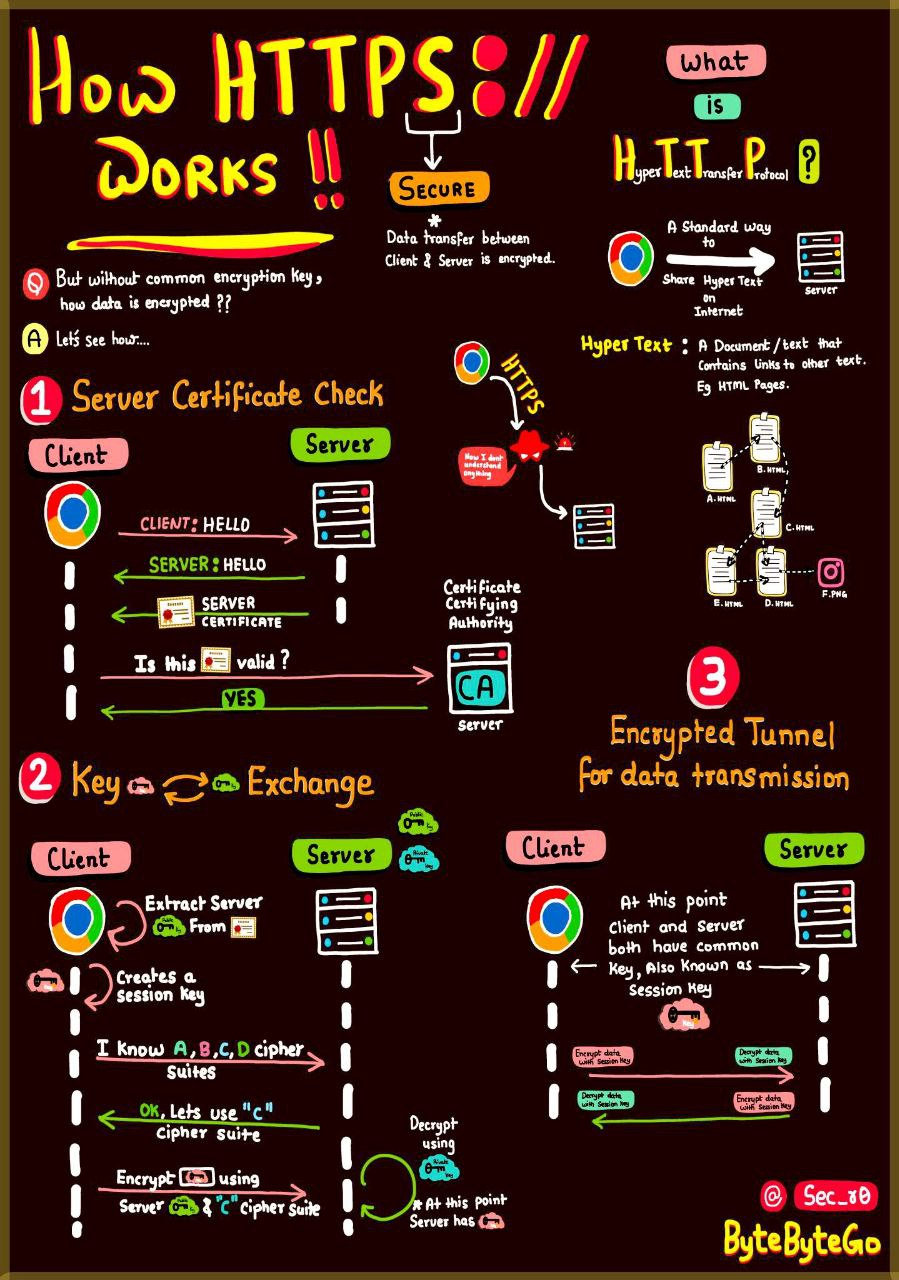 How HTTPS://
WORKS !!
SECURE
*
Data transfer between
Client & Server is encrypted.
What
is
HyperText Transfer Protocol ?
A Standard way
to
Share Hyper Text
on
Internet
SERVER
Q But without common encryption key,
how data is encrypted ??
A Let's see how....
Hyper Text : A Document/text that
Contains links to other text.
Eg HTML Pages.
HTTPS
Now I don't
understand
anything
A.HTML
B.HTML
C.HTML
E.HTML
D.HTML
F.PNG
1 Server Certificate Check
Client
Server
CLIENT: HELLO
SERVER: HELLO
SERVER
CERTIFICATE
Is this valid ?
YES
Certificate
Certifying
Authority
CA
SERVER
2 Key Exchange
Client
Server
Public
key
Private
key
Extract Server
From
Creates a
Session Key
I Know A,B,C,D cipher
suites
OK, Lets use "C"
cipher suite
Encrypt using
Server & "C" cipher suite
Decrypt
using
Private
key
* At this point
Server has
3
Encrypted Tunnel
for data transmission
Client
Server
At this point
Client and Server
both have common
Key, Also Known as
Session Key
Encrypt data
with Session Key
Decrypt data
with Session Key
Decrypt data
with Session Key
Encrypt data
with Session Key
@ Sec_r0
ByteByteGo